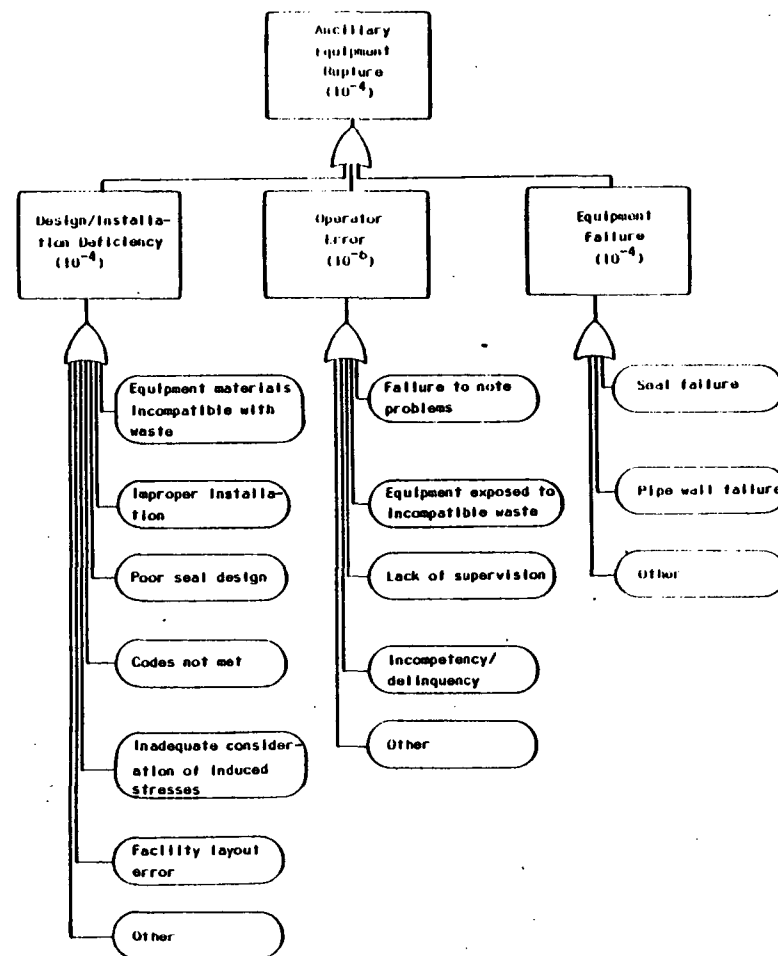 Ancillary
Equipment
Rupture
(10⁻⁴)
Design/Installa-
tion Deficiency
(10⁻⁴)
Operator
Error
(10⁻⁶)
Equipment
Failure
(10⁻⁴)
Equipment materials
incompatible with
waste
Improper installa-
tion
Poor seal design
Codes not met
Inadequate consider-
ation of induced
stresses
Facility layout
error
Other
Failure to note
problems
Equipment exposed to
incompatible waste
Lack of supervision
Incompetency/
delinquency
Other
Seal failure
Pipe wall failure
Other